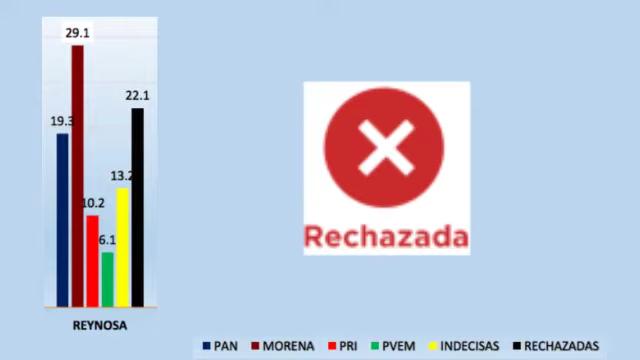 29.1
22.1
19.3
13.2
10.2
6.1
REYNOSA
Rechazada
PAN MORENA PRI PVEM INDECISAS RECHAZADAS